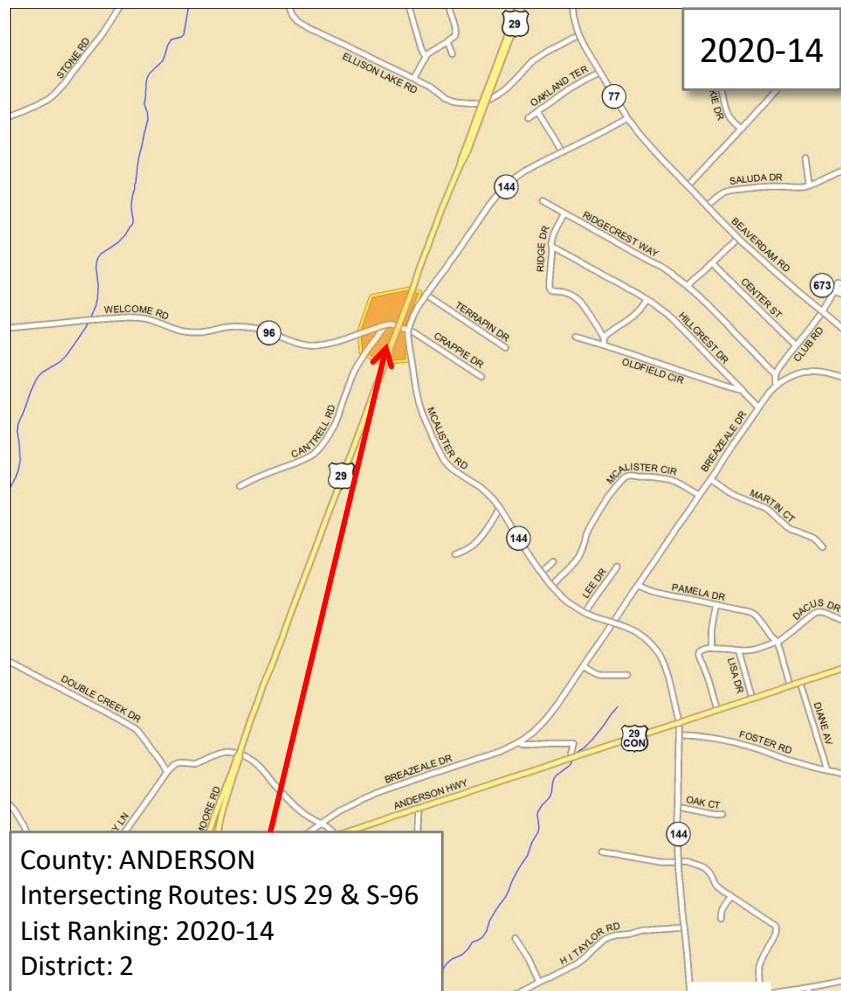 29
2020-14
STONE RD
ELLISON LAKE RD
OAKLAND TER
77
KIE DR
144
SALUDA DR
RIDGECREST WAY
RIDGE DR
BEAVERDAM RD
CENTER ST
673
WELCOME RD
96
TERRAPIN DR
CRAPPIE DR
HILLCREST DR
CLUB RD
OLDFIELD CIR
CANTRELL RD
MCALISTER RD
BREAZEALE DR
29
MCALISTER CIR
MARTIN CT
144
LEE DR
PAMELA DR
DACUS DR
LISA DR
DOUBLE CREEK DR
DIANE AV
29
CON
FOSTER RD
BREAZEALE DR
ANDERSON HWY
MOORE RD
Y LN
OAK CT
144
H I TAYLOR RD
County: ANDERSON
Intersecting Routes: US 29 & S-96
List Ranking: 2020-14
District: 2